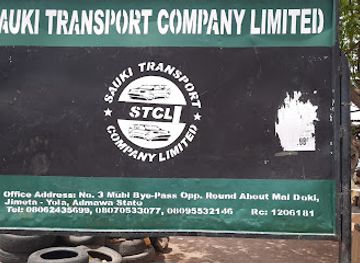 SAUKI TRANSPORT COMPANY LIMITED
SAUKI TRANSPORT
STCL
COMPANY LIMITED
Office Address: No. 3 Mubi Bye-Pass Opp. Round About Mai Doki,
Jimeta - Yola, Admawa State
Tel: 08062435699, 08070533077, 08095532146 Rc: 1206181